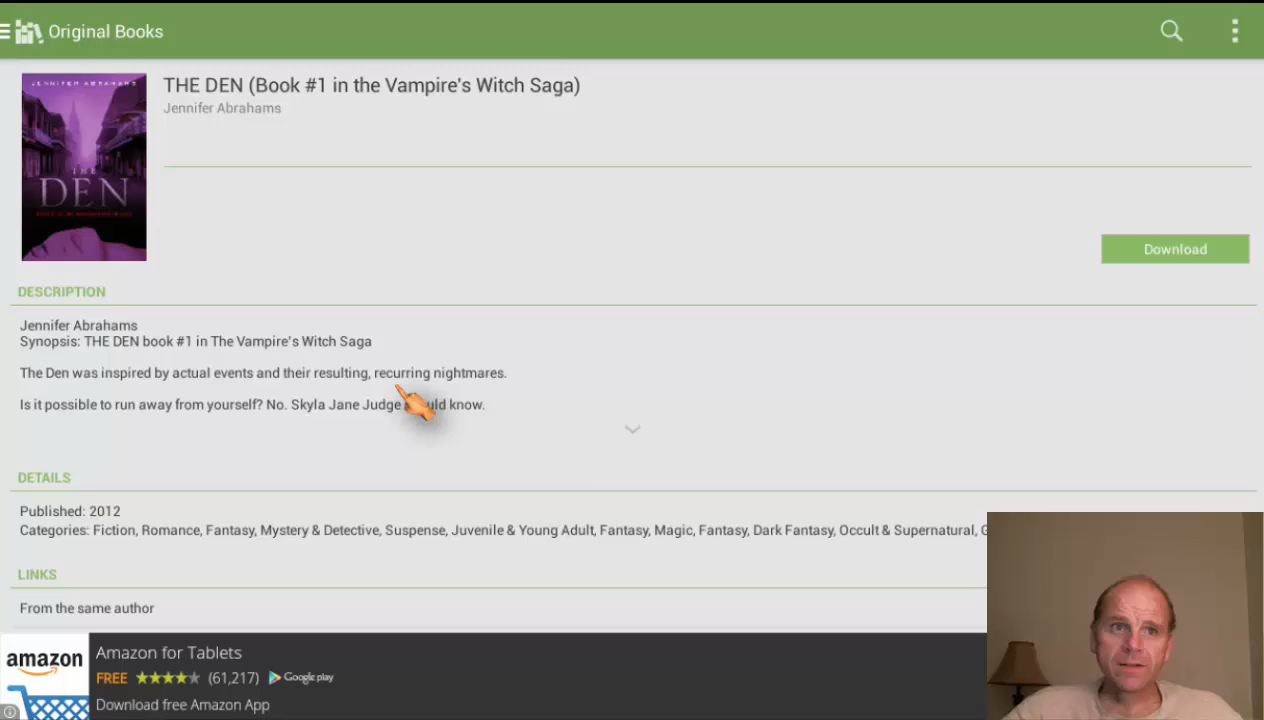 Original Books
THE DEN (Book #1 in the Vampire's Witch Saga)
Jennifer Abrahams
JENNIFER ABRAHAMS
THE
DEN
Download
DESCRIPTION
Jennifer Abrahams
Synopsis: THE DEN book #1 in The Vampire's Witch Saga
The Den was inspired by actual events and their resulting, recurring nightmares.
Is it possible to run away from yourself? No. Skyla Jane Judge know.
DETAILS
Published: 2012
Categories: Fiction, Romance, Fantasy, Mystery & Detective, Suspense, Juvenile & Young Adult, Fantasy, Magic, Fantasy, Dark Fantasy, Occult & Supernatural,
LINKS
From the same author
amazon
Amazon for Tablets
FREE (61,217) Google play
Download free Amazon App